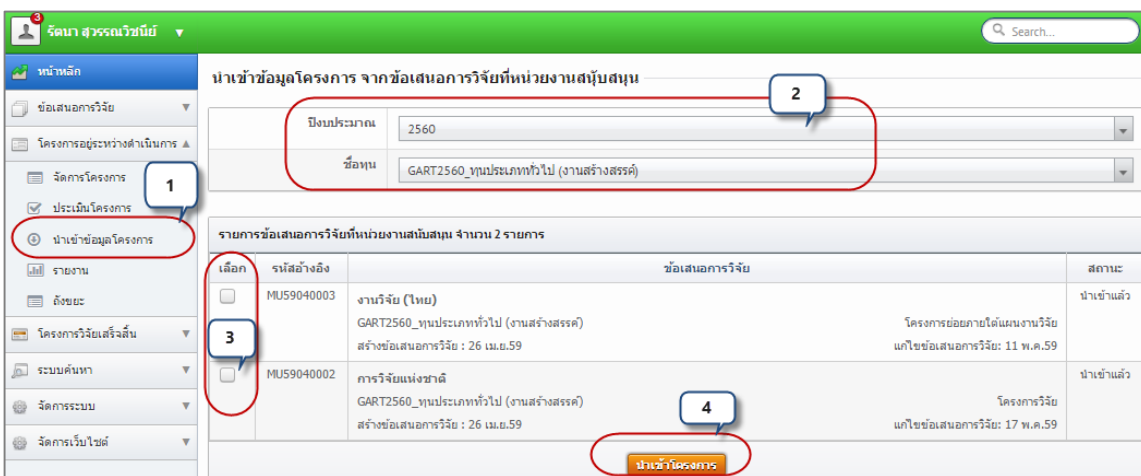 3
รัตนา สุวรรณวิชนีย์
Search...
หน้าหลัก
ข้อเสนอการวิจัย
โครงการอยู่ระหว่างดำเนินการ
จัดการโครงการ
1
ประเมินโครงการ
นำเข้าข้อมูลโครงการ
รายงาน
ถังขยะ
โครงการวิจัยเสร็จสิ้น
ระบบค้นหา
จัดการระบบ
จัดการเว็บไซต์
นำเข้าข้อมูลโครงการ จากข้อเสนอการวิจัยที่หน่วยงานสนับสนุน
2
ปีงบประมาณ 2560
ชื่อทุน GART2560_ทุนประเภททั่วไป (งานสร้างสรรค์)
รายการข้อเสนอการวิจัยที่หน่วยงานสนับสนุน จำนวน 2 รายการ
เลือก รหัสอ้างอิง ข้อเสนอการวิจัย สถานะ
MU59040003 งานวิจัย (ไทย) นำเข้าแล้ว
GART2560_ทุนประเภททั่วไป (งานสร้างสรรค์) โครงการย่อยภายใต้แผนงานวิจัย
สร้างข้อเสนอการวิจัย : 26 เม.ย.59 แก้ไขข้อเสนอการวิจัย: 11 พ.ค.59
3
MU59040002 การวิจัยแห่งชาติ นำเข้าแล้ว
GART2560_ทุนประเภททั่วไป (งานสร้างสรรค์) โครงการวิจัย
สร้างข้อเสนอการวิจัย : 26 เม.ย.59 แก้ไขข้อเสนอการวิจัย: 17 พ.ค.59
4
นำเข้าโครงการ